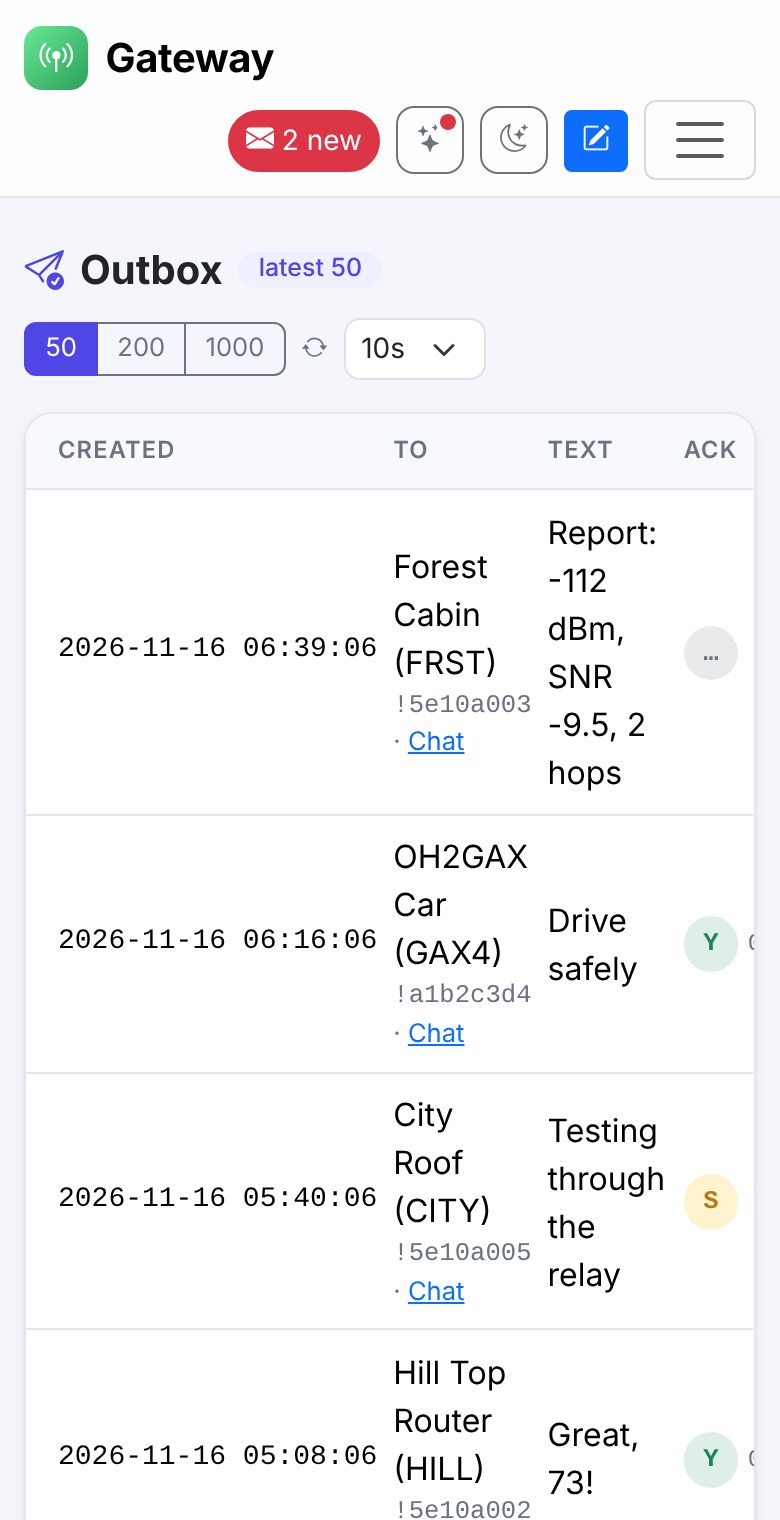 Gateway
2 new
Outbox latest 50
50 200 1000 10s
CREATED TO TEXT ACK
2026-11-16 06:39:06
Forest
Cabin
(FRST)
!5e10a003
· Chat
Report:
-112
dBm,
SNR
-9.5, 2
hops
…
2026-11-16 06:16:06
OH2GAX
Car
(GAX4)
!a1b2c3d4
· Chat
Drive
safely
Y
2026-11-16 05:40:06
City
Roof
(CITY)
!5e10a005
· Chat
Testing
through
the
relay
S
2026-11-16 05:08:06
Hill Top
Router
(HILL)
!5e10a002
Great,
73!
Y